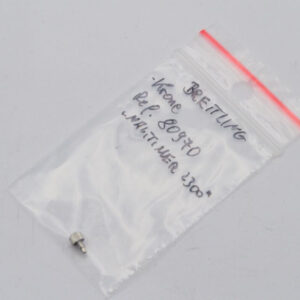 BREITLING
-Krone
Ref. 80970
"NAVITIMER 2300"